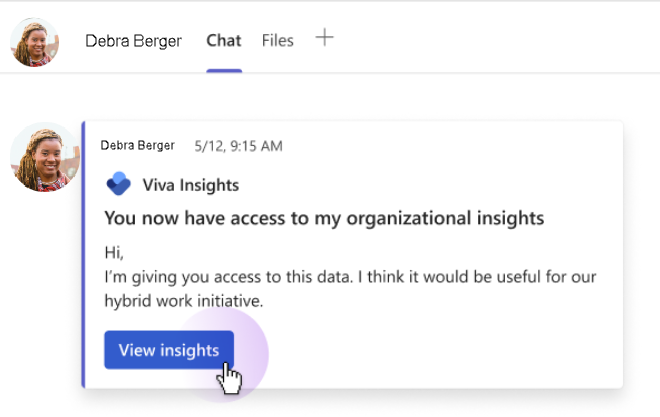 Debra Berger Chat Files
Debra Berger 5/12, 9:15 AM
Viva Insights
You now have access to my organizational insights
Hi,
I'm giving you access to this data. I think it would be useful for our
hybrid work initiative.
View insights